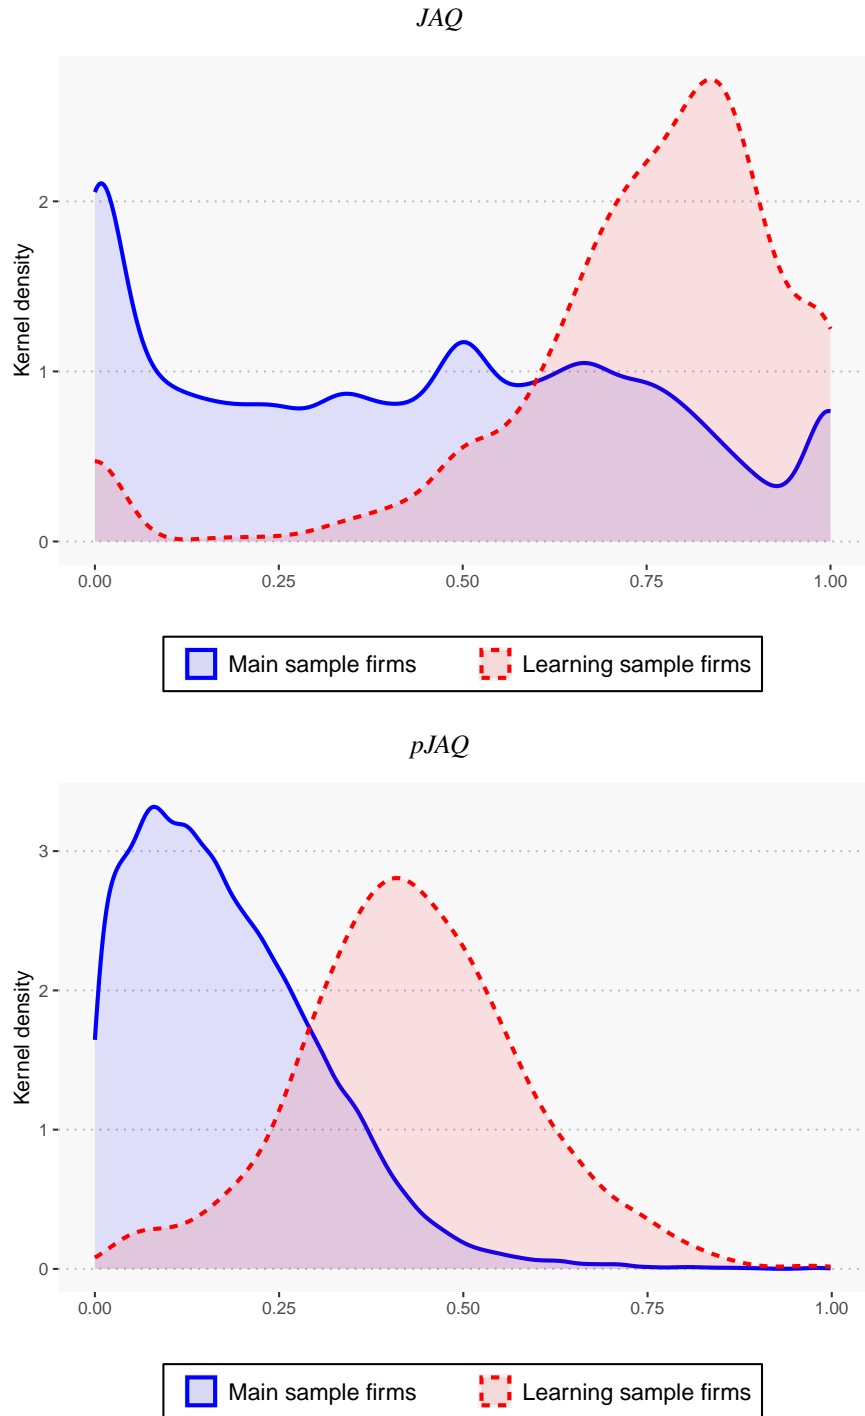 JAQ
Kernel density
2
1
0
0.00 0.25 0.50 0.75 1.00
Main sample firms Learning sample firms
pJAQ
Kernel density
3
2
1
0
0.00 0.25 0.50 0.75 1.00
Main sample firms Learning sample firms